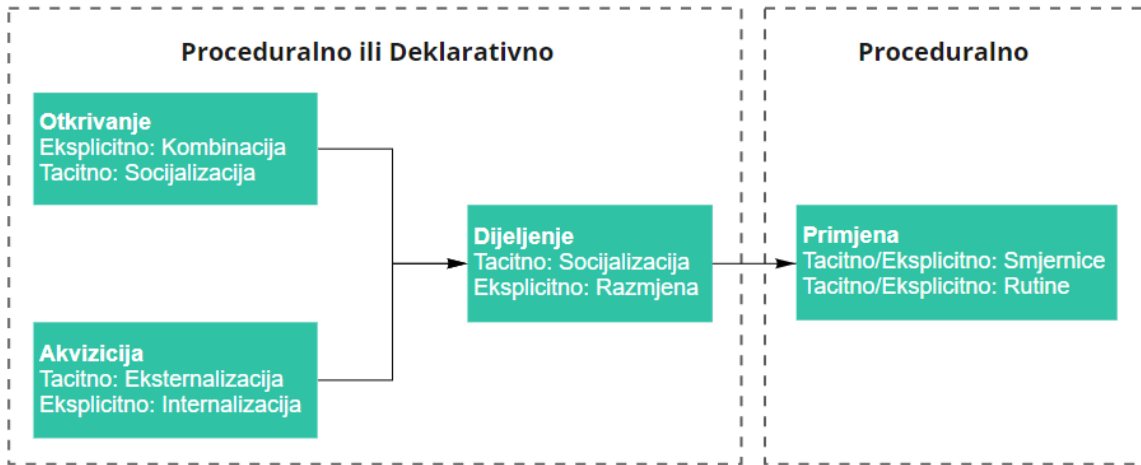 Proceduralno ili Deklarativno
Proceduralno
Otkrivanje
Eksplicitno: Kombinacija
Tacitno: Socijalizacija
Akvizicija
Tacitno: Eksternalizacija
Eksplicitno: Internalizacija
Dijeljenje
Tacitno: Socijalizacija
Eksplicitno: Razmjena
Primjena
Tacitno/Eksplicitno: Smjernice
Tacitno/Eksplicitno: Rutine